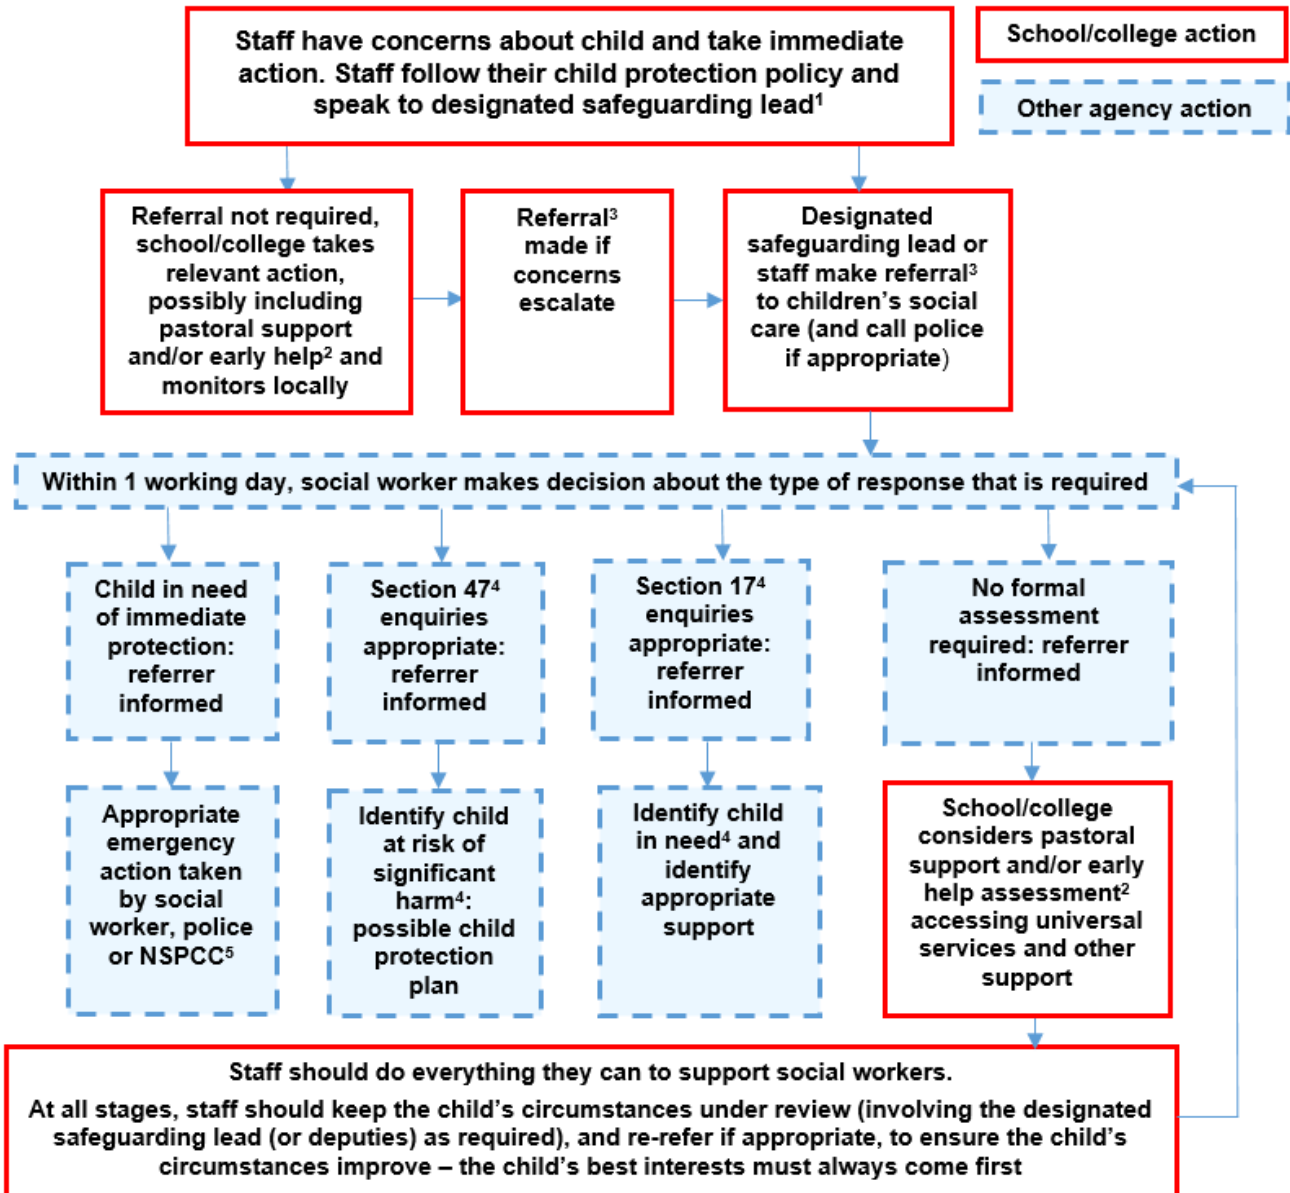 Staff have concerns about child and take immediate
action. Staff follow their child protection policy and
speak to designated safeguarding lead¹
School/college action
Other agency action
Referral not required,
school/college takes
relevant action,
possibly including
pastoral support
and/or early help² and
monitors locally
Referral³
made if
concerns
escalate
Designated
safeguarding lead or
staff make referral³
to children’s social
care (and call police
if appropriate)
Within 1 working day, social worker makes decision about the type of response that is required
Child in need
of immediate
protection:
referrer
informed
Section 47⁴
enquiries
appropriate:
referrer
informed
Section 17⁴
enquiries
appropriate:
referrer
informed
No formal
assessment
required: referrer
informed
Appropriate
emergency
action taken
by social
worker, police
or NSPCC⁵
Identify child
at risk of
significant
harm⁴:
possible child
protection
plan
Identify child
in need⁴ and
identify
appropriate
support
School/college
considers pastoral
support and/or early
help assessment²
accessing universal
services and other
support
Staff should do everything they can to support social workers.
At all stages, staff should keep the child’s circumstances under review (involving the designated
safeguarding lead (or deputies) as required), and re-refer if appropriate, to ensure the child’s
circumstances improve – the child’s best interests must always come first